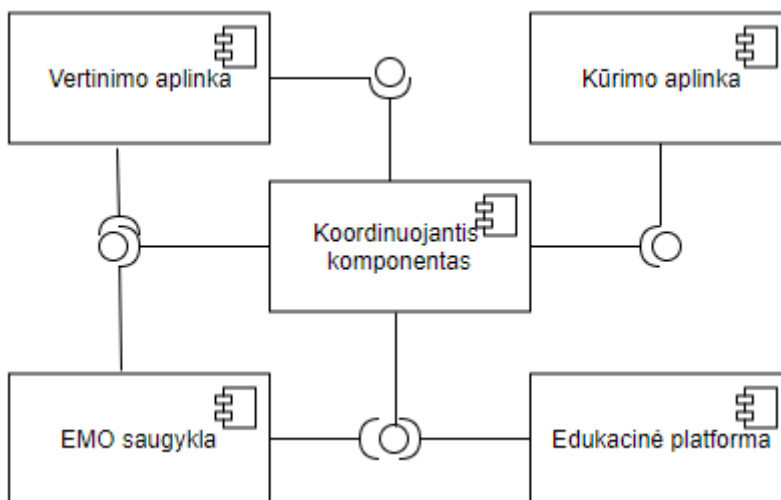 Vertinimo aplinka
Kūrimo aplinka
Koordinuojantis
komponentas
EMO saugykla
Edukacinė platforma